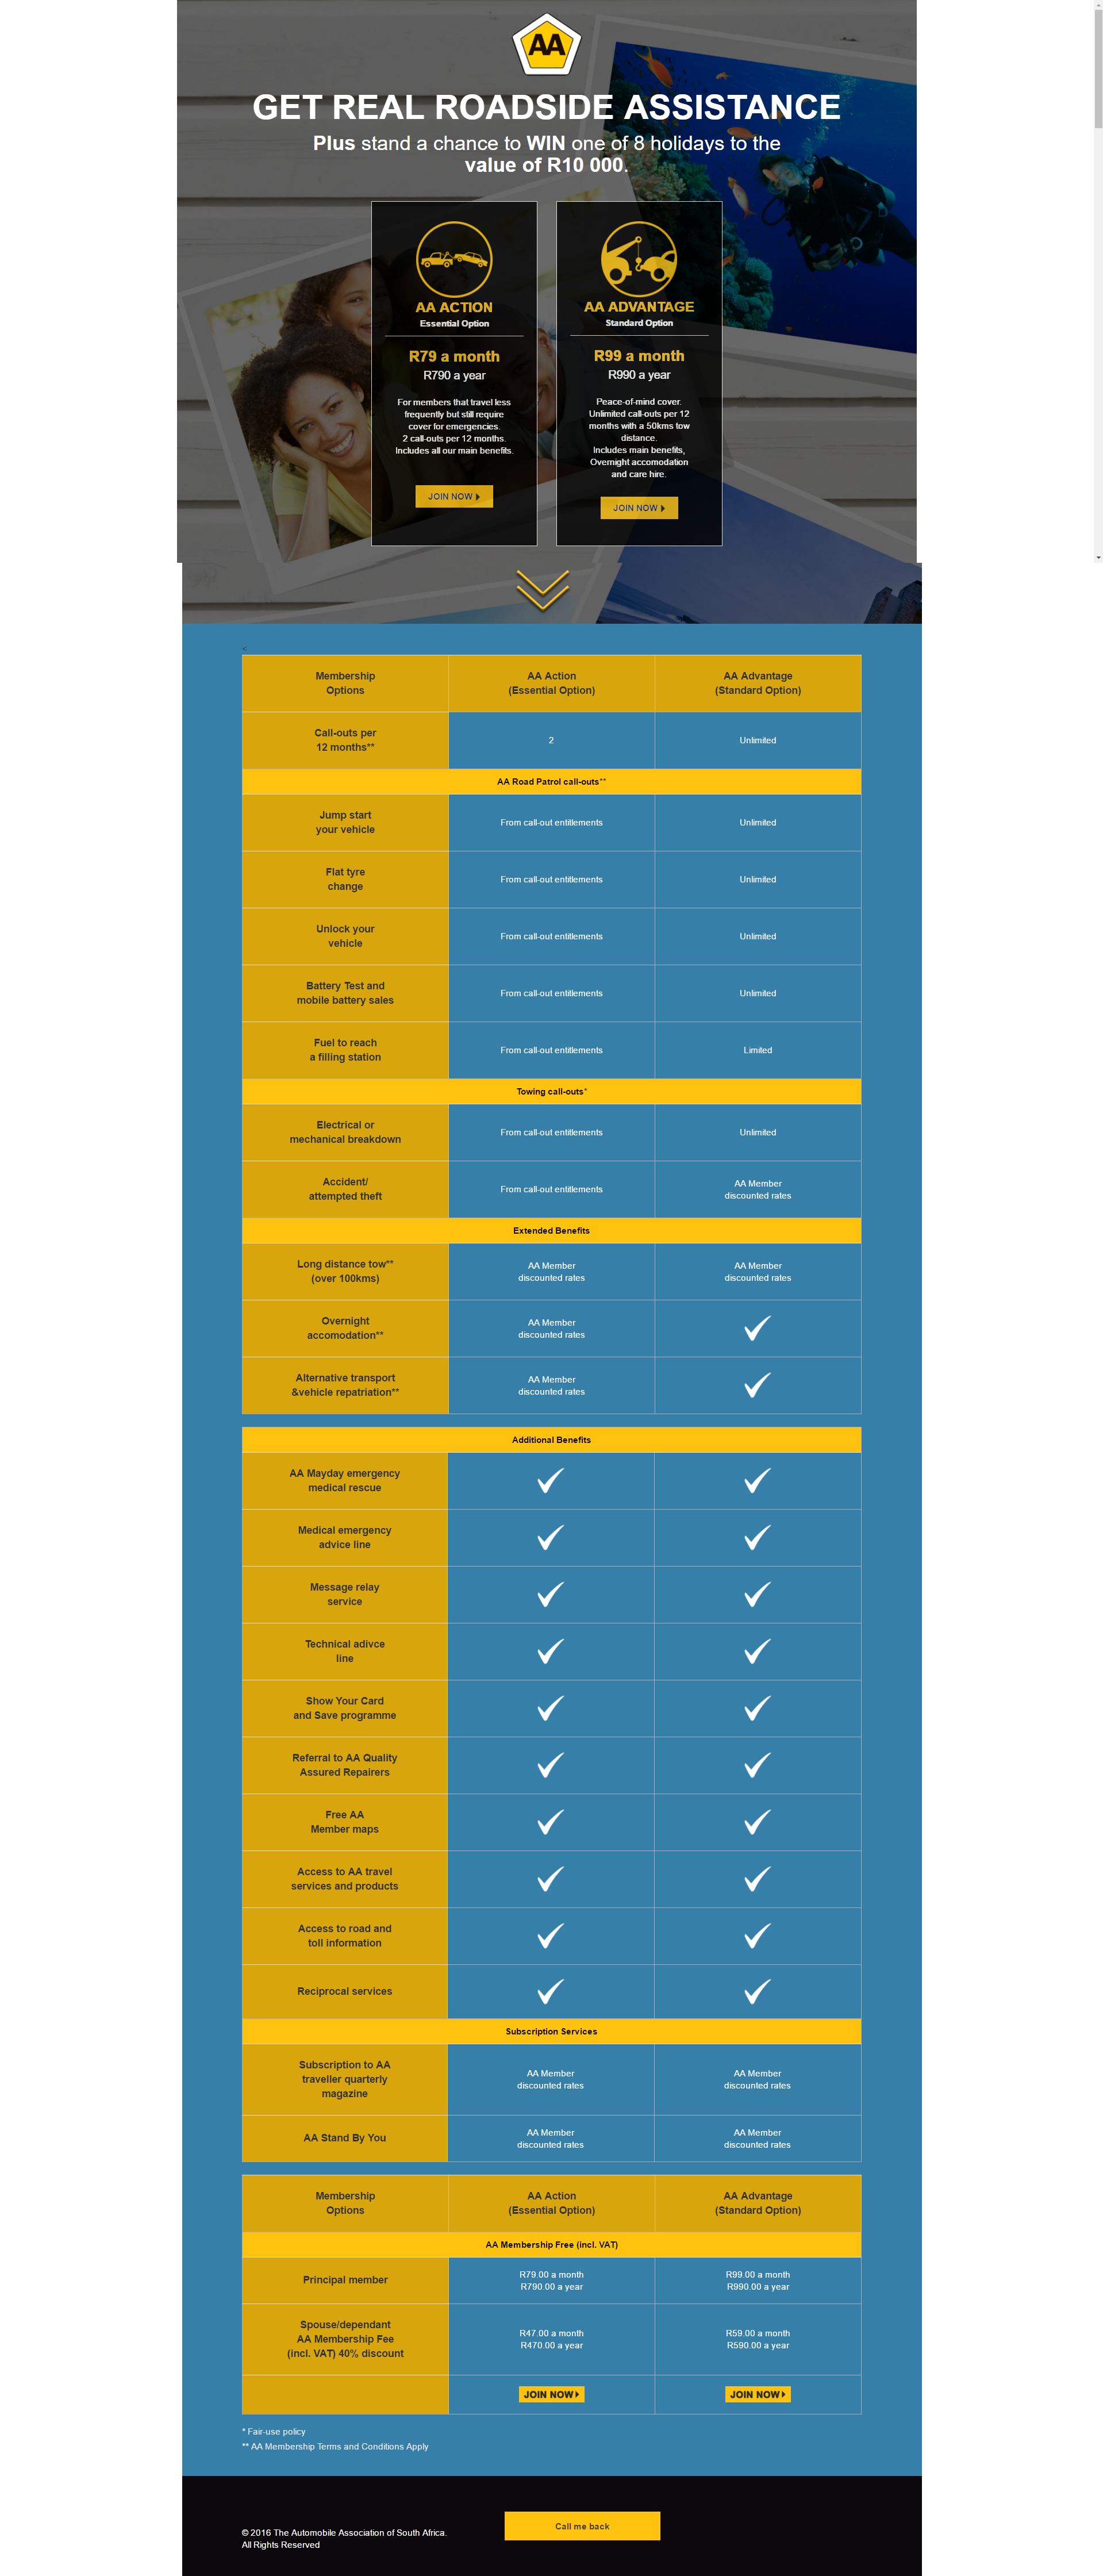 AA
GET REAL ROADSIDE ASSISTANCE
Plus stand a chance to WIN one of 8 holidays to the
value of R10 000.
AA ACTION
Essential Option
R79 a month
R790 a year
For members that travel less
frequently but still require
cover for emergencies.
2 call-outs per 12 months.
Includes all our main benefits.
JOIN NOW
AA ADVANTAGE
Standard Option
R99 a month
R990 a year
Peace-of-mind cover.
Unlimited call-outs per 12
months with a 50kms tow
distance.
Includes main benefits,
Overnight accomodation
and care hire.
JOIN NOW
<
Membership
Options
AA Action
(Essential Option)
AA Advantage
(Standard Option)
Call-outs per
12 months**
2
Unlimited
AA Road Patrol call-outs**
Jump start
your vehicle
From call-out entitlements
Unlimited
Flat tyre
change
From call-out entitlements
Unlimited
Unlock your
vehicle
From call-out entitlements
Unlimited
Battery Test and
mobile battery sales
From call-out entitlements
Unlimited
Fuel to reach
a filling station
From call-out entitlements
Limited
Towing call-outs*
Electrical or
mechanical breakdown
From call-out entitlements
Unlimited
Accident/
attempted theft
From call-out entitlements
AA Member
discounted rates
Extended Benefits
Long distance tow**
(over 100kms)
AA Member
discounted rates
AA Member
discounted rates
Overnight
accomodation**
AA Member
discounted rates
Alternative transport
&vehicle repatriation**
AA Member
discounted rates
Additional Benefits
AA Mayday emergency
medical rescue
Medical emergency
advice line
Message relay
service
Technical adivce
line
Show Your Card
and Save programme
Referral to AA Quality
Assured Repairers
Free AA
Member maps
Access to AA travel
services and products
Access to road and
toll information
Reciprocal services
Subscription Services
Subscription to AA
traveller quarterly
magazine
AA Member
discounted rates
AA Member
discounted rates
AA Stand By You
AA Member
discounted rates
AA Member
discounted rates
Membership
Options
AA Action
(Essential Option)
AA Advantage
(Standard Option)
AA Membership Free (incl. VAT)
Principal member
R79.00 a month
R790.00 a year
R99.00 a month
R990.00 a year
Spouse/dependant
AA Membership Fee
(incl. VAT) 40% discount
R47.00 a month
R470.00 a year
R59.00 a month
R590.00 a year
JOIN NOW
JOIN NOW
* Fair-use policy
** AA Membership Terms and Conditions Apply
Call me back
© 2016 The Automobile Association of South Africa.
All Rights Reserved